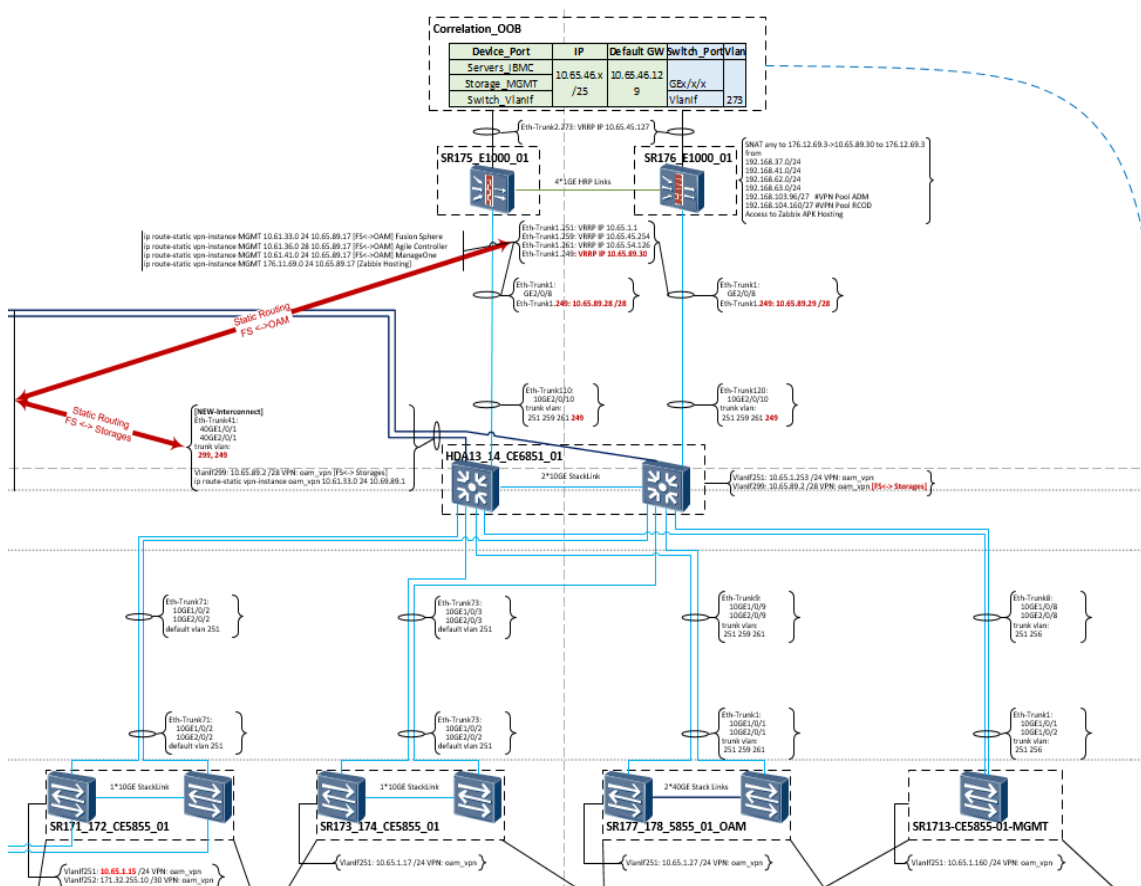 Correlation_OOB
Device_Port IP Default GW Switch_Port Vlan
Servers_IBMC
Storage_MGMT
Switch_VlanIf
10.65.46.x
/25
10.65.46.12
9
GEx/x/x
VlanIf 273
Eth-Trunk2.273: VRRP IP 10.65.45.127
SR175_E1000_01
SR176_E1000_01
4*1GE HRP Links
SNAT any to 176.12.69.3->10.65.89.30 to 176.12.69.3
from
192.168.37.0/24
192.168.41.0/24
192.168.62.0/24
192.168.63.0/24
192.168.103.96/27 #VPN Pool ADM
192.168.104.160/27 #VPN Pool RCOD
Access to Zabbix APK Hosting
ip route-static vpn-instance MGMT 10.61.33.0 24 10.65.89.17 [FS<->OAM] Fusion Sphere
ip route-static vpn-instance MGMT 10.61.36.0 28 10.65.89.17 [FS<->OAM] Agile Controller
ip route-static vpn-instance MGMT 10.61.41.0 24 10.65.89.17 [FS<->OAM] ManageOne
ip route-static vpn-instance MGMT 176.11.69.0 24 10.65.89.17 [Zabbix Hosting]
Eth-Trunk1.251: VRRP IP 10.65.1.1
Eth-Trunk1.259: VRRP IP 10.65.45.254
Eth-Trunk1.261: VRRP IP 10.65.54.126
Eth-Trunk1.249: VRRP IP 10.65.89.30
Eth-Trunk1:
GE2/0/8
Eth-Trunk1.249: 10.65.89.28 /28
Eth-Trunk1:
GE2/0/8
Eth-Trunk1.249: 10.65.89.29 /28
Static Routing
FS <->OAM
Static Routing
FS <-> Storages
[NEW-Interconnect]
Eth-Trunk41:
40GE1/0/1
40GE2/0/1
trunk vlan:
299, 249
VlanIf299: 10.65.89.2 /28 VPN: oam_vpn [FS<-> Storages]
ip route-static vpn-instance oam_vpn 10.61.33.0 24 10.69.89.1
Eth-Trunk110:
10GE2/0/10
trunk vlan:
251 259 261 249
Eth-Trunk120:
10GE2/0/10
trunk vlan:
251 259 261 249
HDA13_14_CE6851_01
2*10GE StackLink
VlanIf251: 10.65.1.253 /24 VPN: oam_vpn
VlanIf299: 10.65.89.2 /28 VPN: oam_vpn [FS<-> Storages]
Eth-Trunk71:
10GE1/0/2
10GE2/0/2
default vlan 251
Eth-Trunk73:
10GE1/0/3
10GE2/0/3
default vlan 251
Eth-Trunk9:
10GE1/0/9
10GE2/0/9
trunk vlan:
251 259 261
Eth-Trunk8:
10GE1/0/8
10GE2/0/8
trunk vlan:
251 256
Eth-Trunk71:
10GE1/0/2
10GE2/0/2
default vlan 251
Eth-Trunk73:
10GE1/0/2
10GE2/0/2
default vlan 251
Eth-Trunk1:
10GE1/0/1
10GE2/0/1
trunk vlan:
251 259 261
Eth-Trunk1:
10GE1/0/1
10GE1/0/2
trunk vlan:
251 256
1*10GE StackLink
1*10GE StackLink
2*40GE Stack Links
SR171_172_CE5855_01
SR173_174_CE5855_01
SR177_178_5855_01_OAM
SR1713-CE5855-01-MGMT
VlanIf251: 10.65.1.15 /24 VPN: oam_vpn
VlanIf252: 171.32.255.10 /30 VPN: oam_vpn
VlanIf251: 10.65.1.17 /24 VPN: oam_vpn
VlanIf251: 10.65.1.27 /24 VPN: oam_vpn
VlanIf251: 10.65.1.160 /24 VPN: oam_vpn